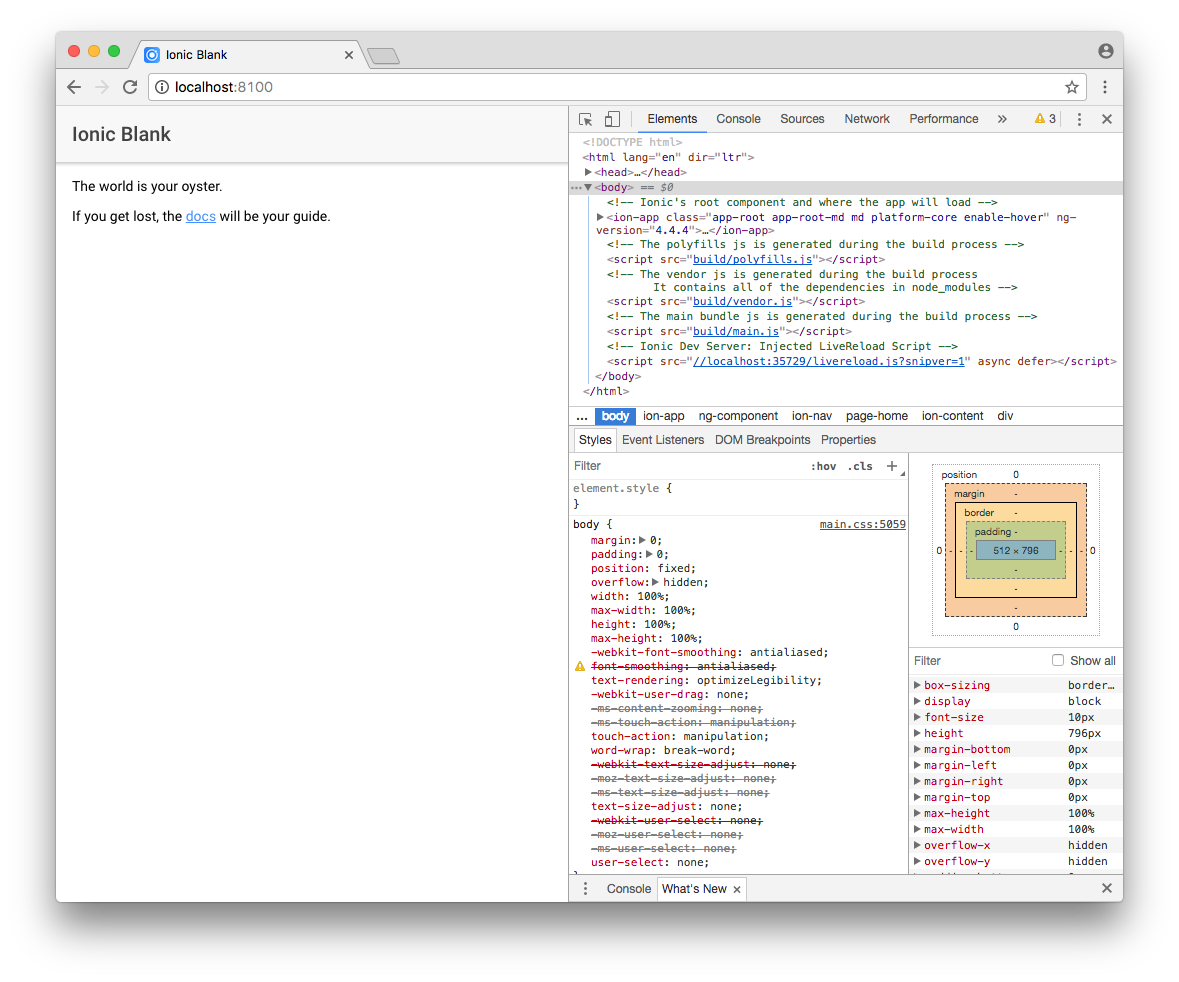 Ionic Blank
localhost:8100
Ionic Blank
The world is your oyster.
If you get lost, the docs will be your guide.
Elements Console Sources Network Performance » 3
<!DOCTYPE html>
<html lang="en" dir="ltr">
<head>…</head>
<body> == $0
<!-- Ionic's root component and where the app will load -->
<ion-app class="app-root app-root-md md platform-core enable-hover" ng-
version="4.4.4">…</ion-app>
<!-- The polyfills js is generated during the build process -->
<script src="build/polyfills.js"></script>
<!-- The vendor js is generated during the build process
It contains all of the dependencies in node_modules -->
<script src="build/vendor.js"></script>
<!-- The main bundle js is generated during the build process -->
<script src="build/main.js"></script>
<!-- Ionic Dev Server: Injected LiveReload Script -->
<script src="//localhost:35729/livereload.js?snipver=1" async defer></script>
</body>
</html>
... body ion-app ng-component ion-nav page-home ion-content div
Styles Event Listeners DOM Breakpoints Properties
Filter :hov .cls +
element.style {
}
body { main.css:5059
margin: 0;
padding: 0;
position: fixed;
overflow: hidden;
width: 100%;
max-width: 100%;
height: 100%;
max-height: 100%;
-webkit-font-smoothing: antialiased;
font-smoothing: antialiased;
text-rendering: optimizeLegibility;
-webkit-user-drag: none;
-ms-content-zooming: none;
-ms-touch-action: manipulation;
touch-action: manipulation;
word-wrap: break-word;
-webkit-text-size-adjust: none;
-moz-text-size-adjust: none;
-ms-text-size-adjust: none;
text-size-adjust: none;
-webkit-user-select: none;
-moz-user-select: none;
-ms-user-select: none;
user-select: none;
position 0
margin -
border -
padding -
0 - - - 512 × 796 - - - 0
-
-
-
0
Filter Show all
box-sizing border…
display block
font-size 10px
height 796px
margin-bottom 0px
margin-left 0px
margin-right 0px
margin-top 0px
max-height 100%
max-width 100%
overflow-x hidden
overflow-y hidden
Console What's New